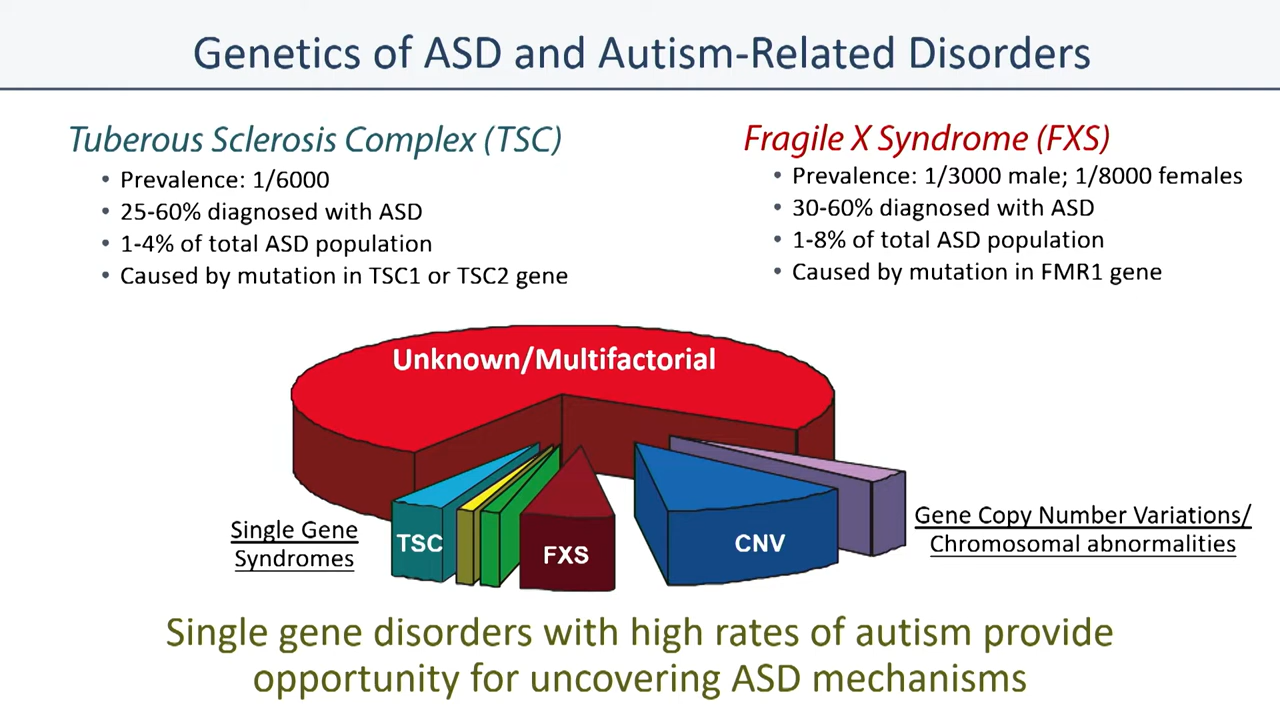 Genetics of ASD and Autism-Related Disorders
Tuberous Sclerosis Complex (TSC)
• Prevalence: 1/6000
• 25-60% diagnosed with ASD
• 1-4% of total ASD population
• Caused by mutation in TSC1 or TSC2 gene
Fragile X Syndrome (FXS)
• Prevalence: 1/3000 male; 1/8000 females
• 30-60% diagnosed with ASD
• 1-8% of total ASD population
• Caused by mutation in FMR1 gene
Unknown/Multifactorial
Single Gene
Syndromes
TSC
FXS
CNV
Gene Copy Number Variations/
Chromosomal abnormalities
Single gene disorders with high rates of autism provide
opportunity for uncovering ASD mechanisms